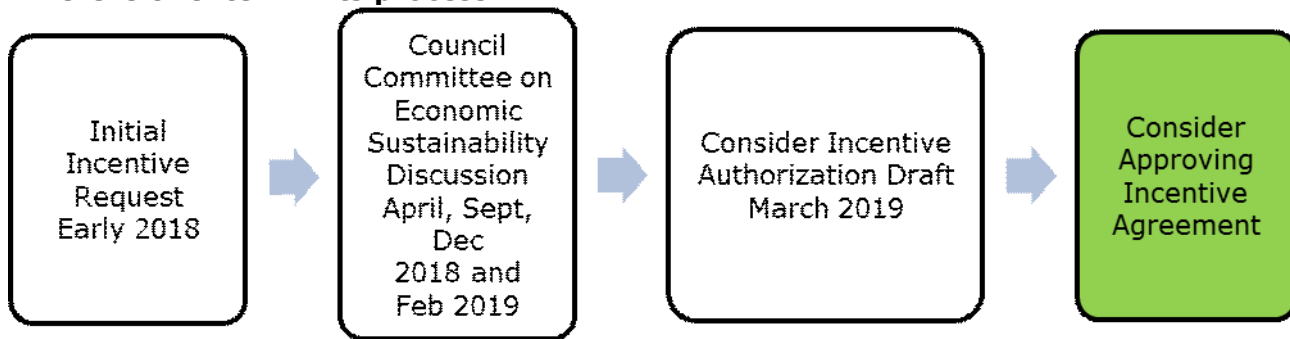 Initial
Incentive
Request
Early 2018
Council
Committee on
Economic
Sustainability
Discussion
April, Sept,
Dec
2018 and
Feb 2019
Consider Incentive
Authorization Draft
March 2019
Consider
Approving
Incentive
Agreement